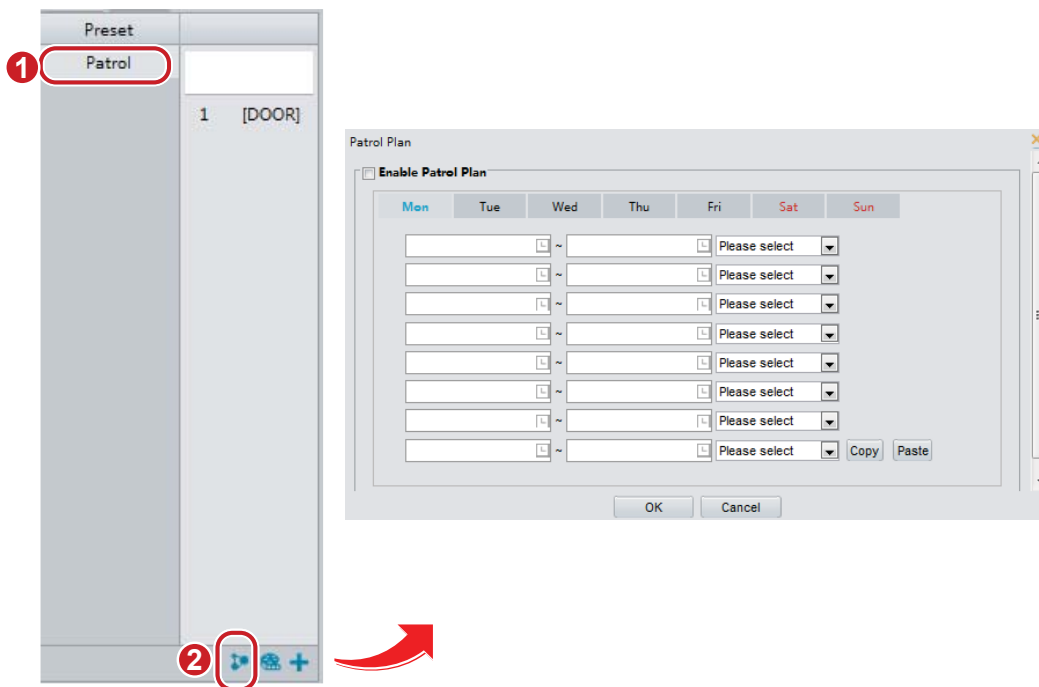 Preset
1
Patrol
1 [DOOR]
2
Patrol Plan
Enable Patrol Plan
Mon Tue Wed Thu Fri Sat Sun
~ Please select
~ Please select
~ Please select
~ Please select
~ Please select
~ Please select
~ Please select
~ Please select Copy Paste
OK Cancel